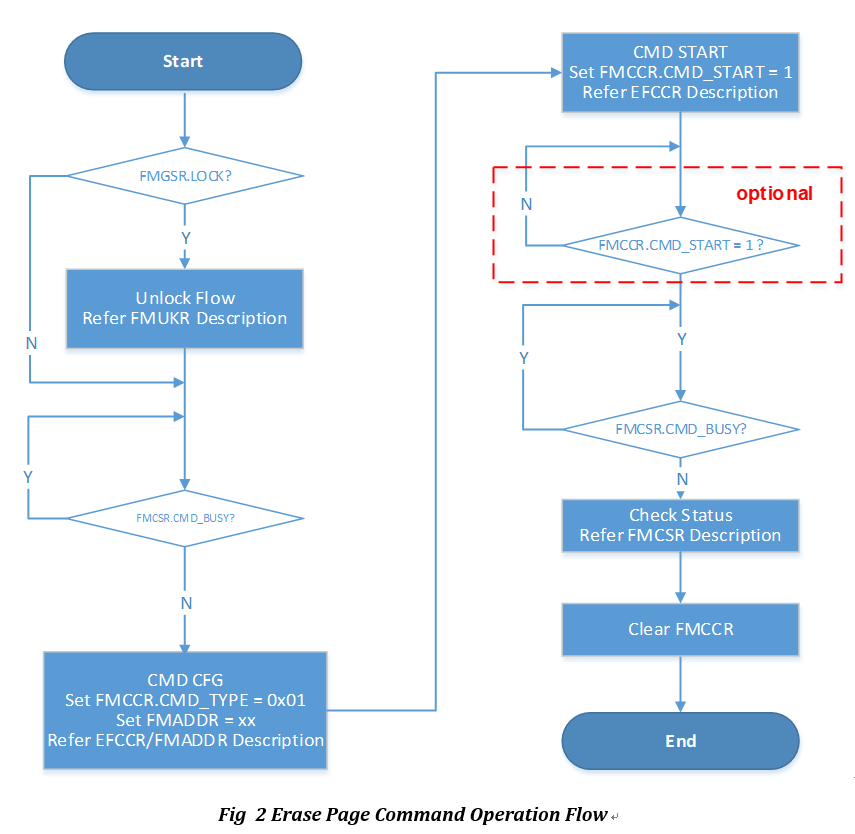 Start
FMGSR.LOCK?
Y
N
Unlock Flow
Refer FMUKR Description
Y
FMCSR.CMD_BUSY?
N
CMD CFG
Set FMCCR.CMD_TYPE = 0x01
Set FMADDR = xx
Refer EFCCR/FMADDR Description
CMD START
Set FMCCR.CMD_START = 1
Refer EFCCR Description
optional
N
FMCCR.CMD_START = 1 ?
Y
Y
FMCSR.CMD_BUSY?
N
Check Status
Refer FMCSR Description
Clear FMCCR
End
Fig 2 Erase Page Command Operation Flow